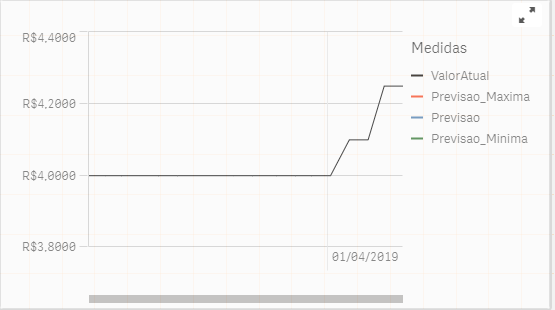 R$4,4000
R$4,2000
R$4,0000
R$3,8000
01/04/2019
Medidas
ValorAtual
Previsao_Maxima
Previsao
Previsao_Minima